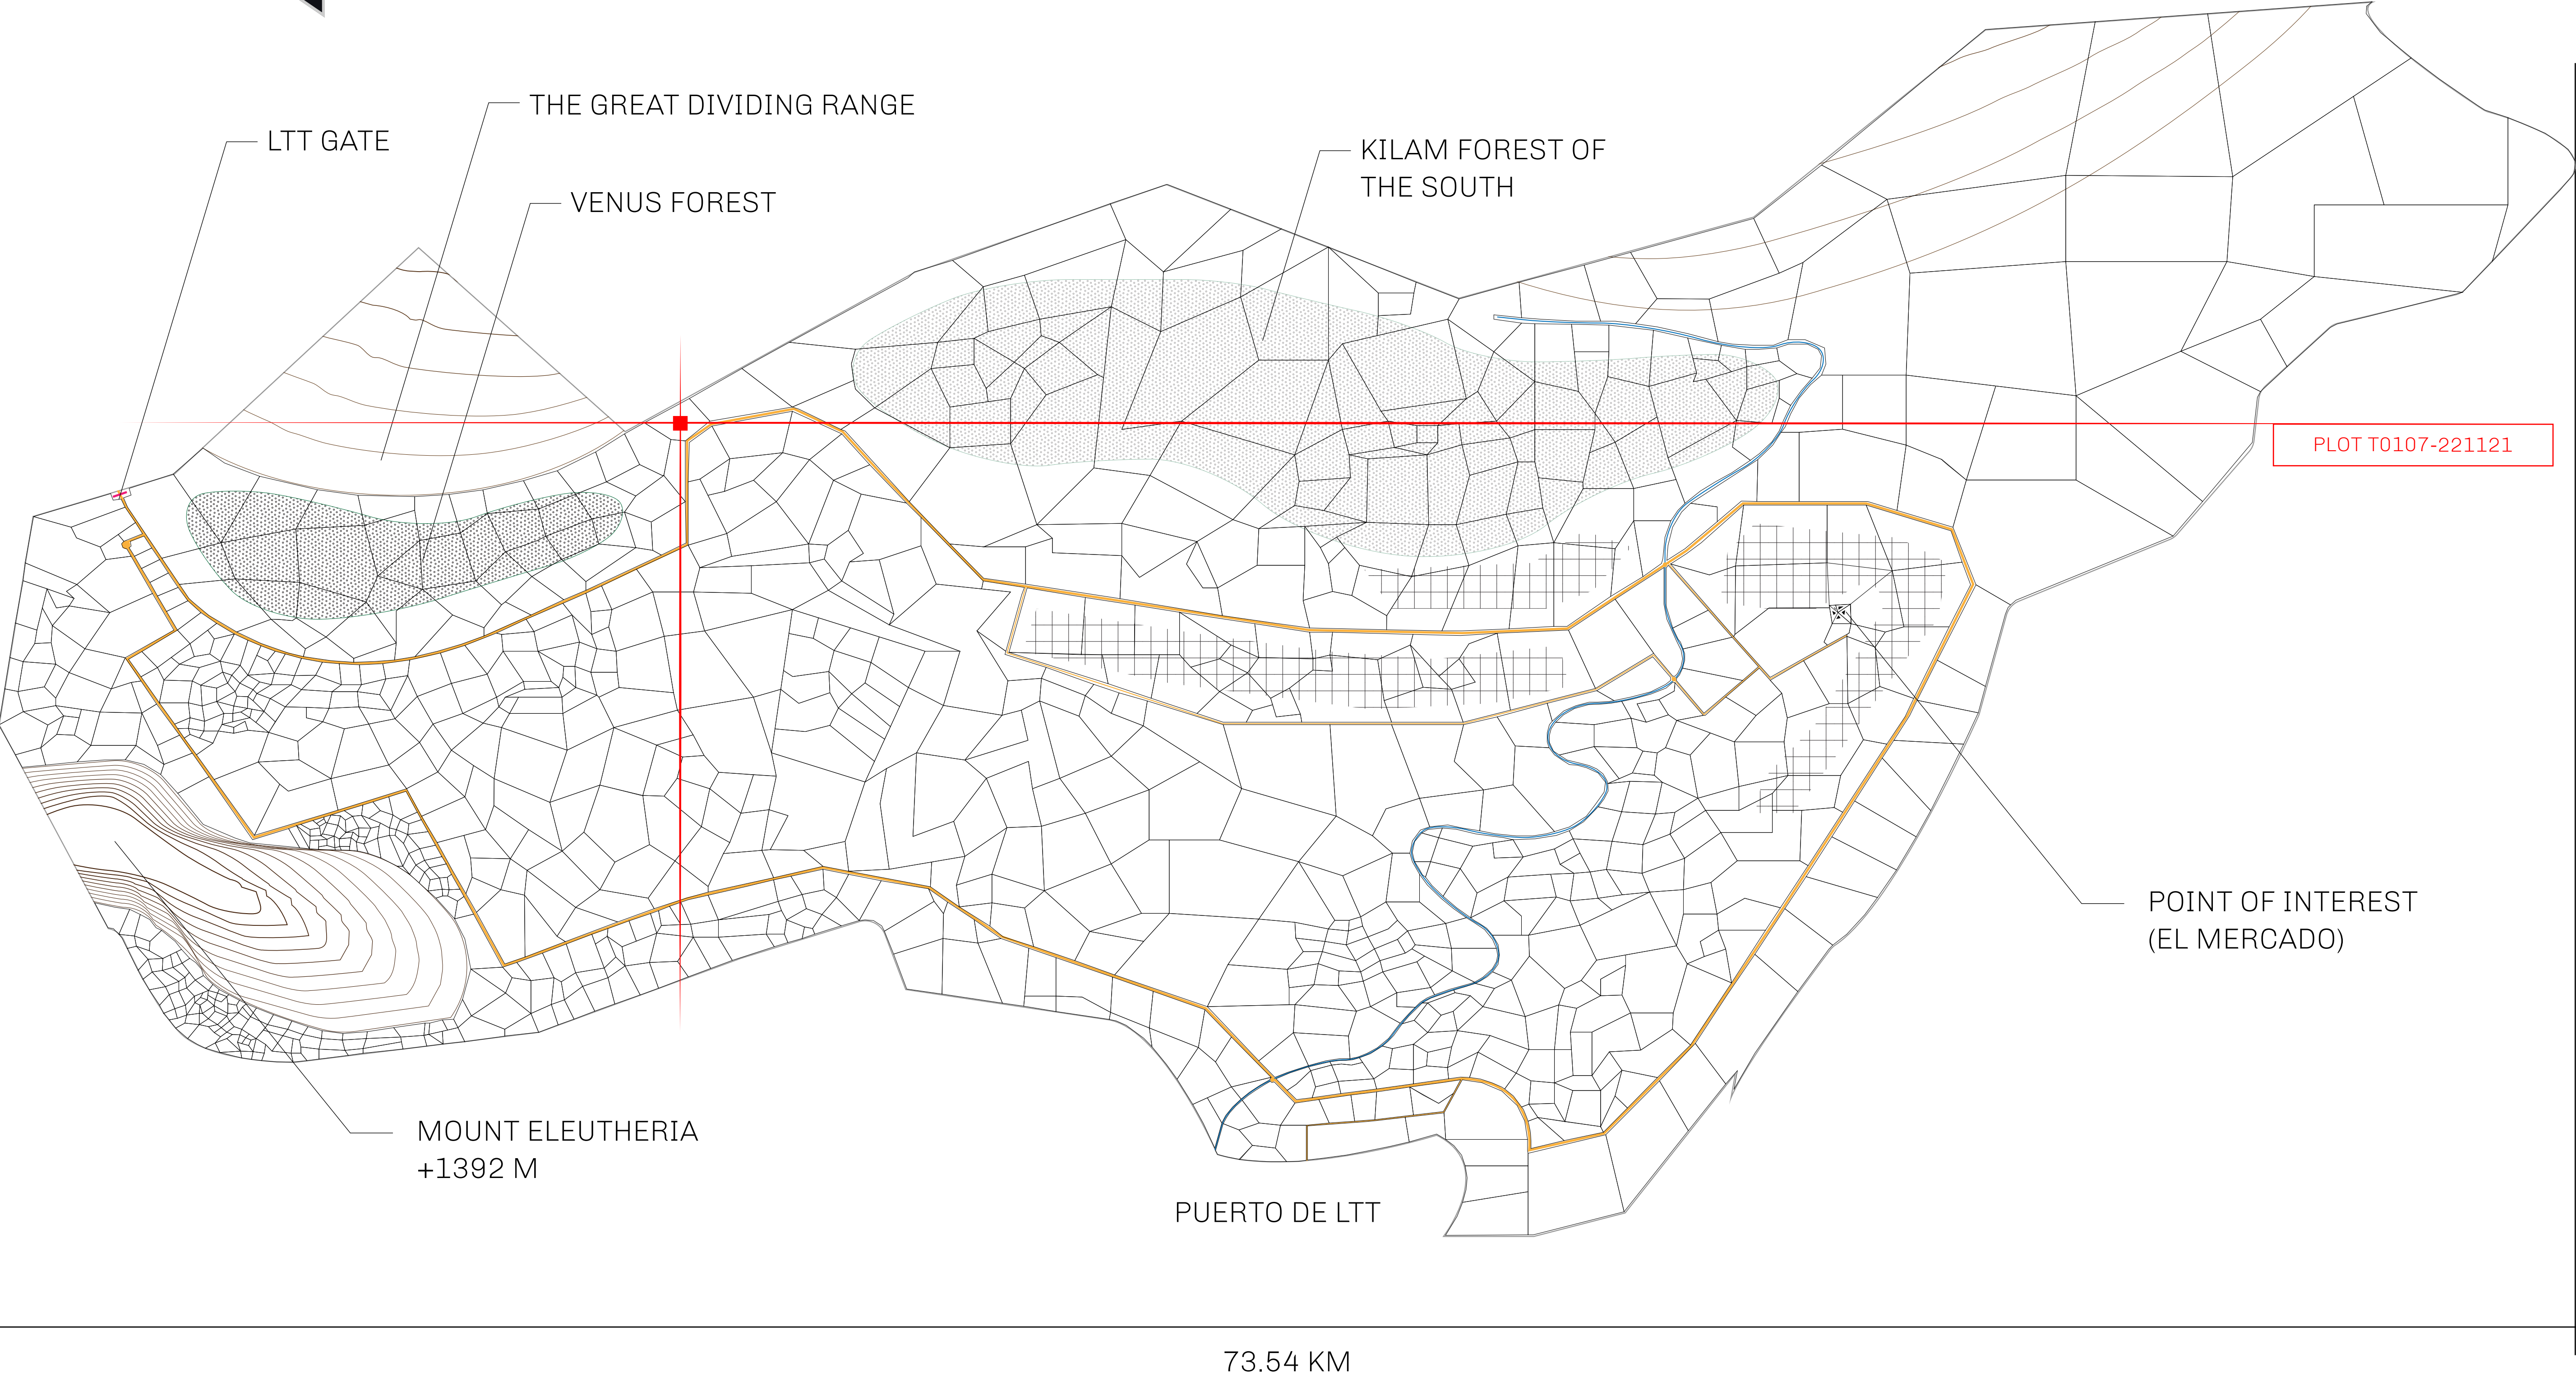 THE GREAT DIVIDING RANGE
LTT GATE
VENUS FOREST
KILAM FOREST OF
THE SOUTH
PLOT T0107-221121
POINT OF INTEREST
(EL MERCADO)
MOUNT ELEUTHERIA
+1392 M
PUERTO DE LTT
73.54 KM